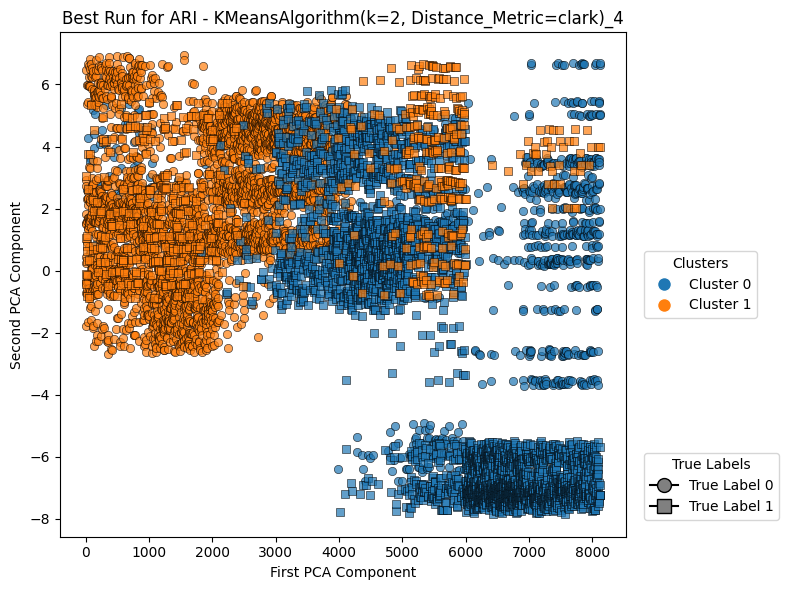 Best Run for ARI - KMeansAlgorithm(k=2, Distance_Metric=clark)_4
Second PCA Component
6
4
2
0
−2
−4
−6
−8
0 1000 2000 3000 4000 5000 6000 7000 8000
First PCA Component
Clusters
Cluster 0
Cluster 1
True Labels
True Label 0
True Label 1